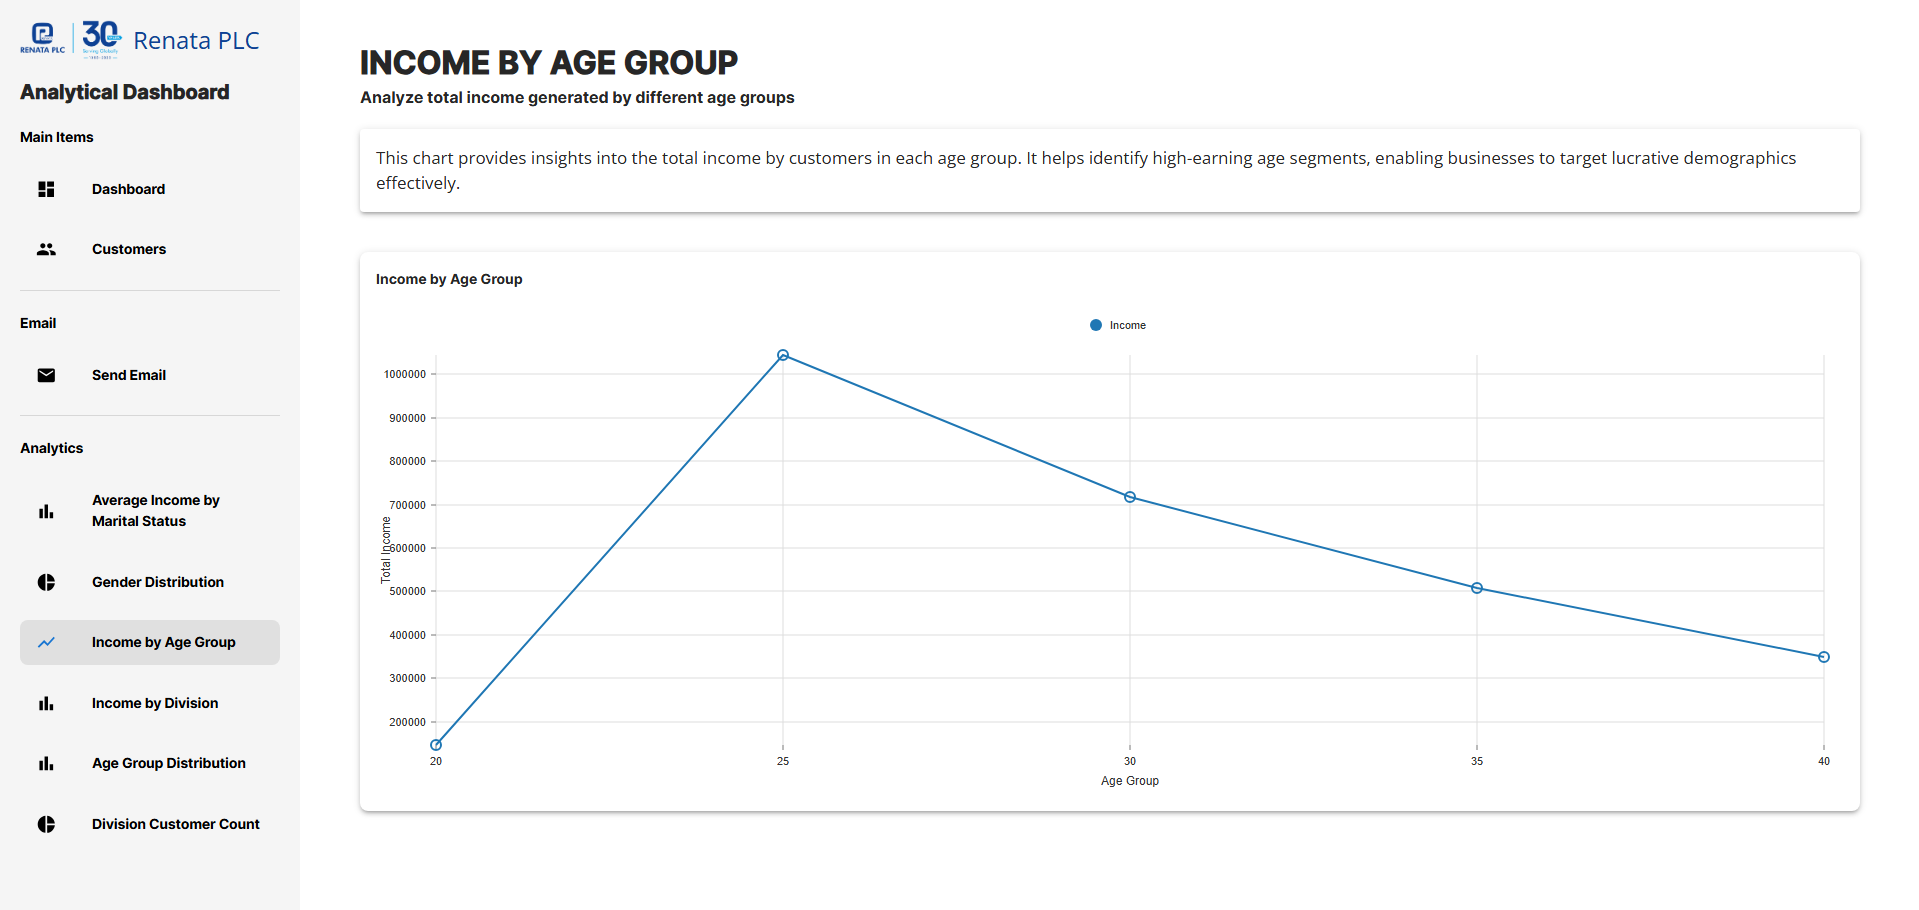 RENATA PLC
30
Renata PLC
Analytical Dashboard
Main Items
Dashboard
Customers
Email
Send Email
Analytics
Average Income by
Marital Status
Gender Distribution
Income by Age Group
Income by Division
Age Group Distribution
Division Customer Count
INCOME BY AGE GROUP
Analyze total income generated by different age groups
This chart provides insights into the total income by customers in each age group. It helps identify high-earning age segments, enabling businesses to target lucrative demographics
effectively.
Income by Age Group
Income
1000000
900000
800000
700000
600000
500000
400000
300000
200000
Total Income
20 25 30 35 40
Age Group